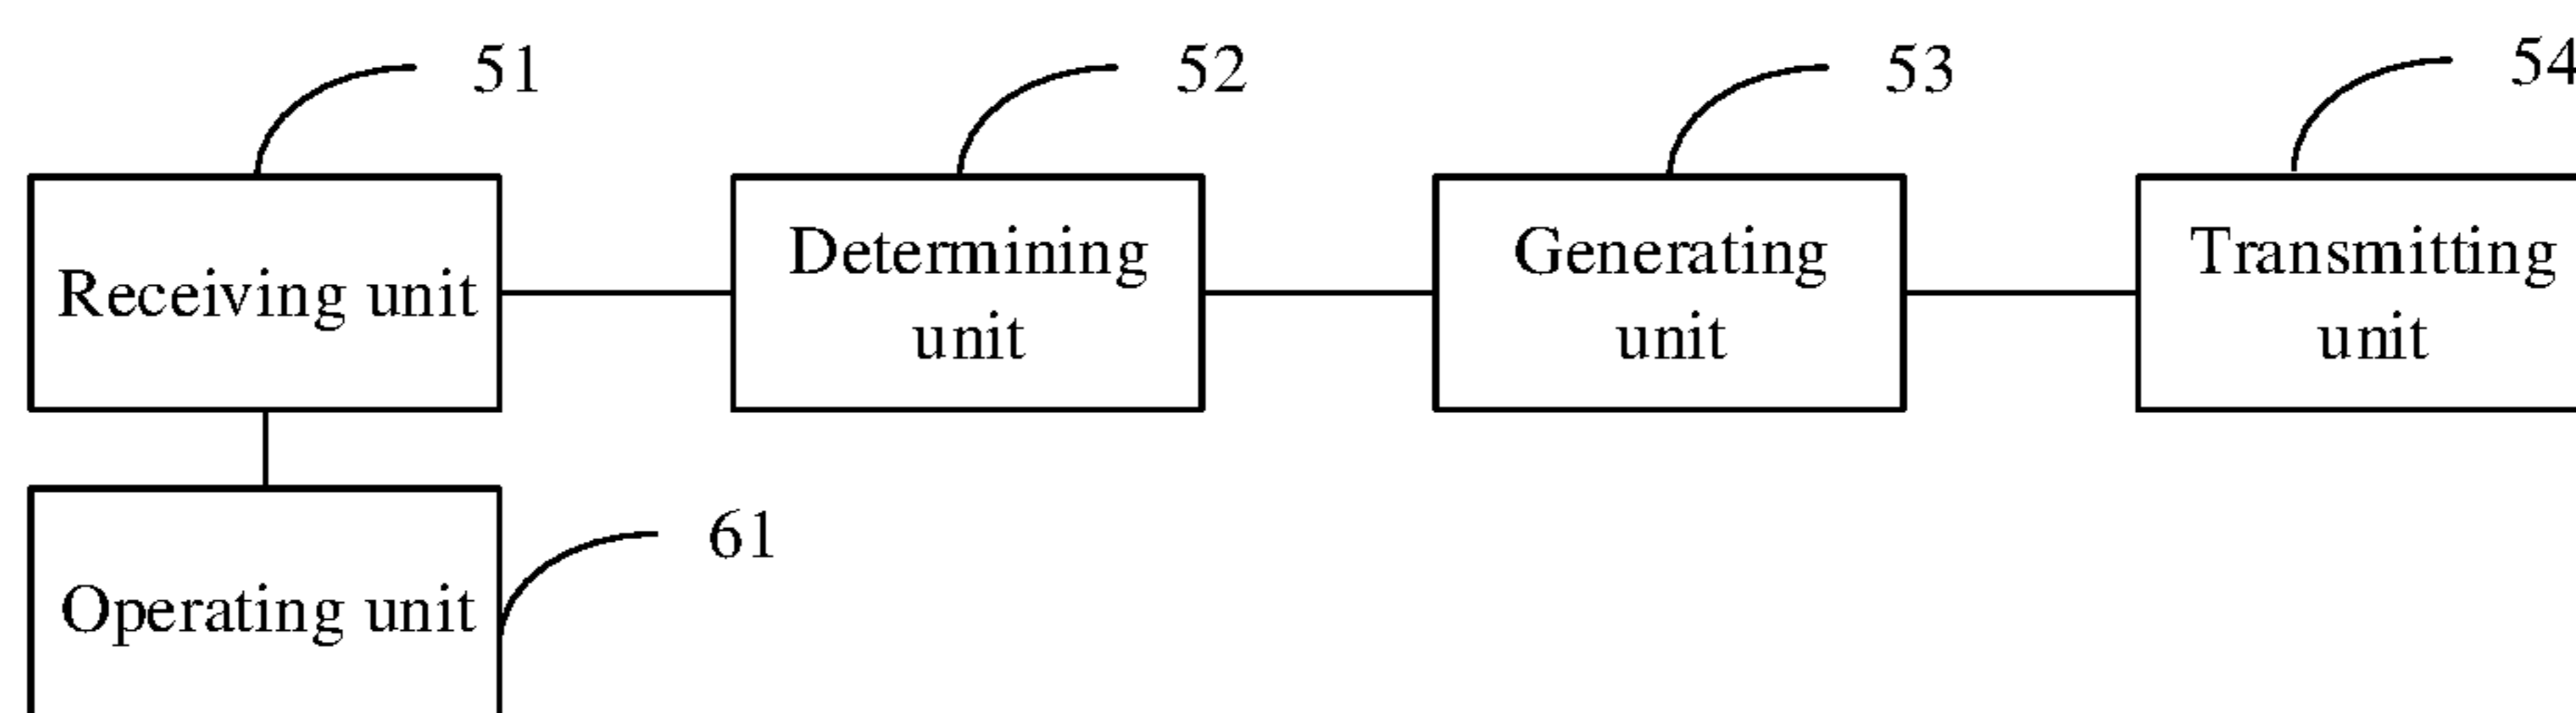 51
52
53
54
Receiving unit
Determining
unit
Generating
unit
Transmitting
unit
61
Operating unit